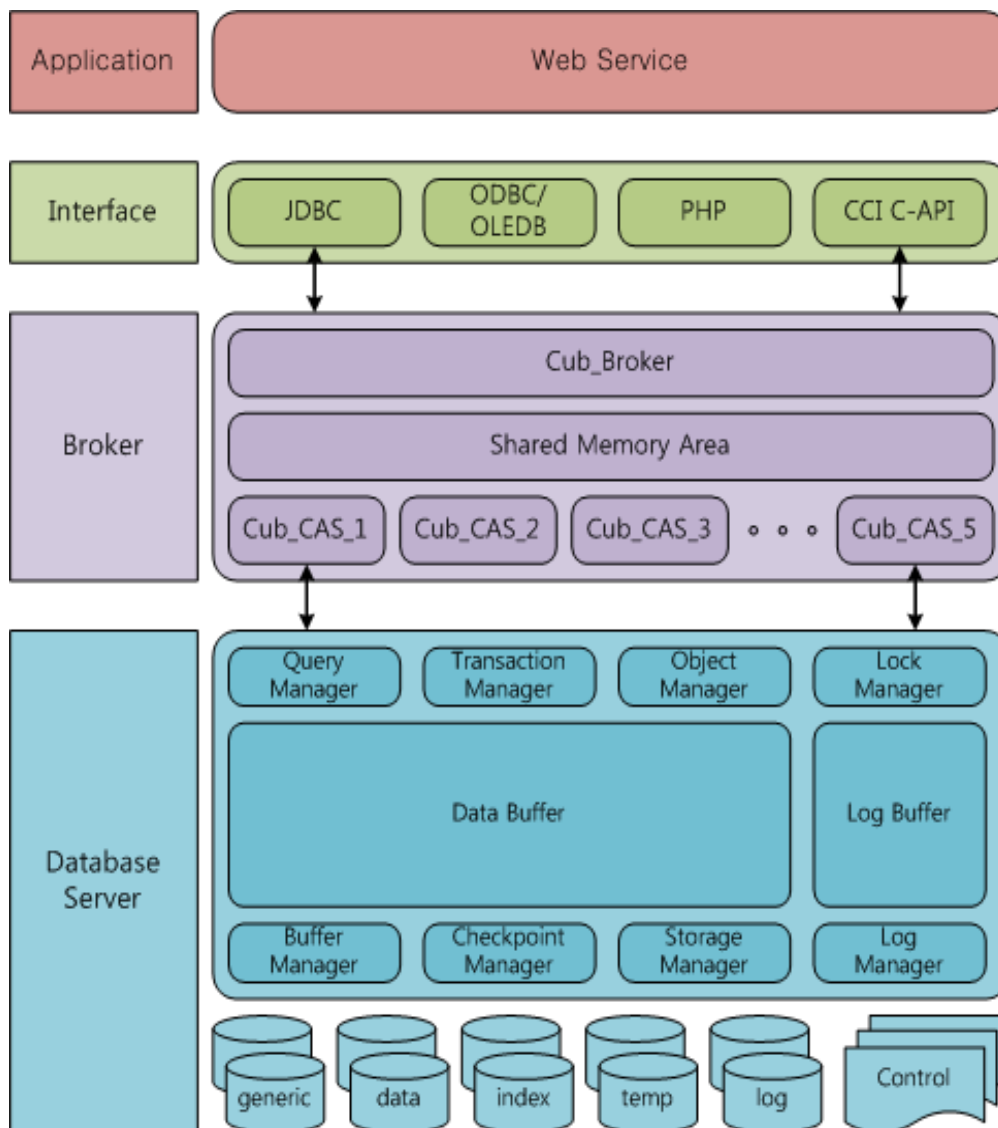 Application
Web Service
Interface
JDBC
ODBC/
OLEDB
PHP
CCI C-API
Broker
Cub_Broker
Shared Memory Area
Cub_CAS_1
Cub_CAS_2
Cub_CAS_3
Cub_CAS_5
Database
Server
Query
Manager
Transaction
Manager
Object
Manager
Lock
Manager
Data Buffer
Log Buffer
Buffer
Manager
Checkpoint
Manager
Storage
Manager
Log
Manager
generic
data
index
temp
log
Control